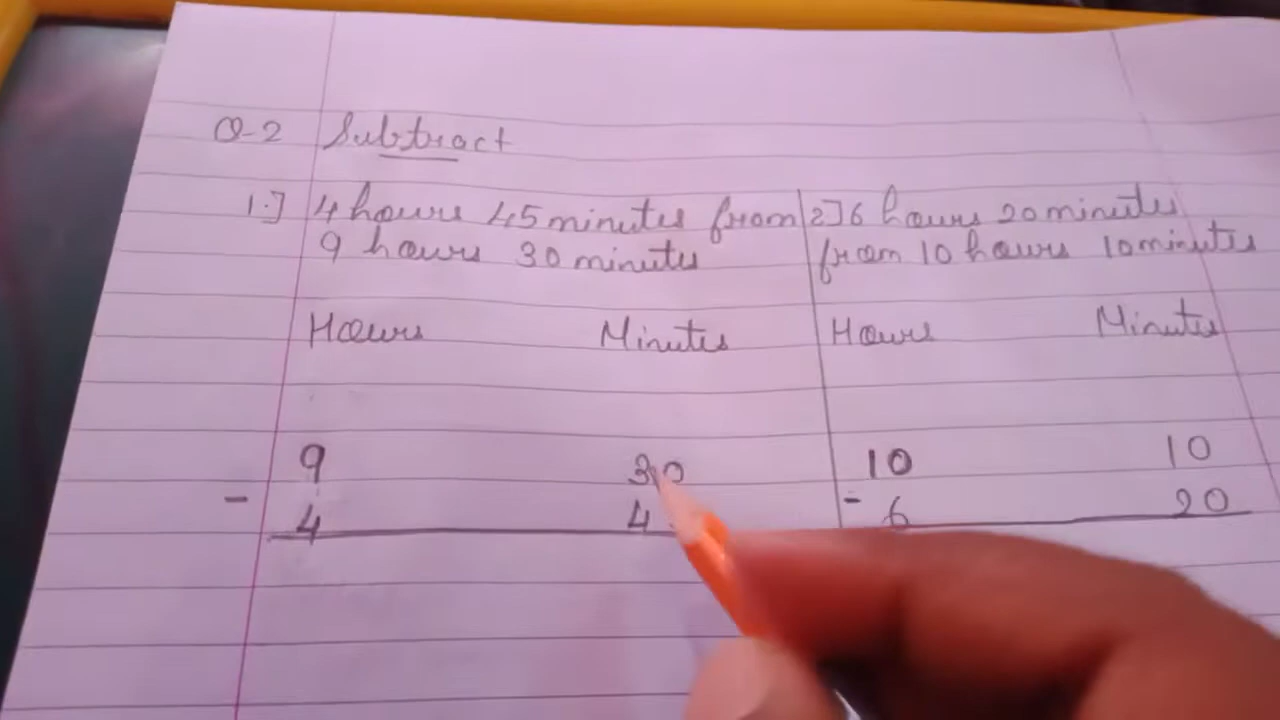 Q-2 Subtract
1.] 4 hours 45 minutes from
9 hours 30 minutes
Hours Minutes
9 30
- 4 4
2] 6 hours 20 minutes
from 10 hours 10 minutes
Hours Minutes
10 10
- 6 20